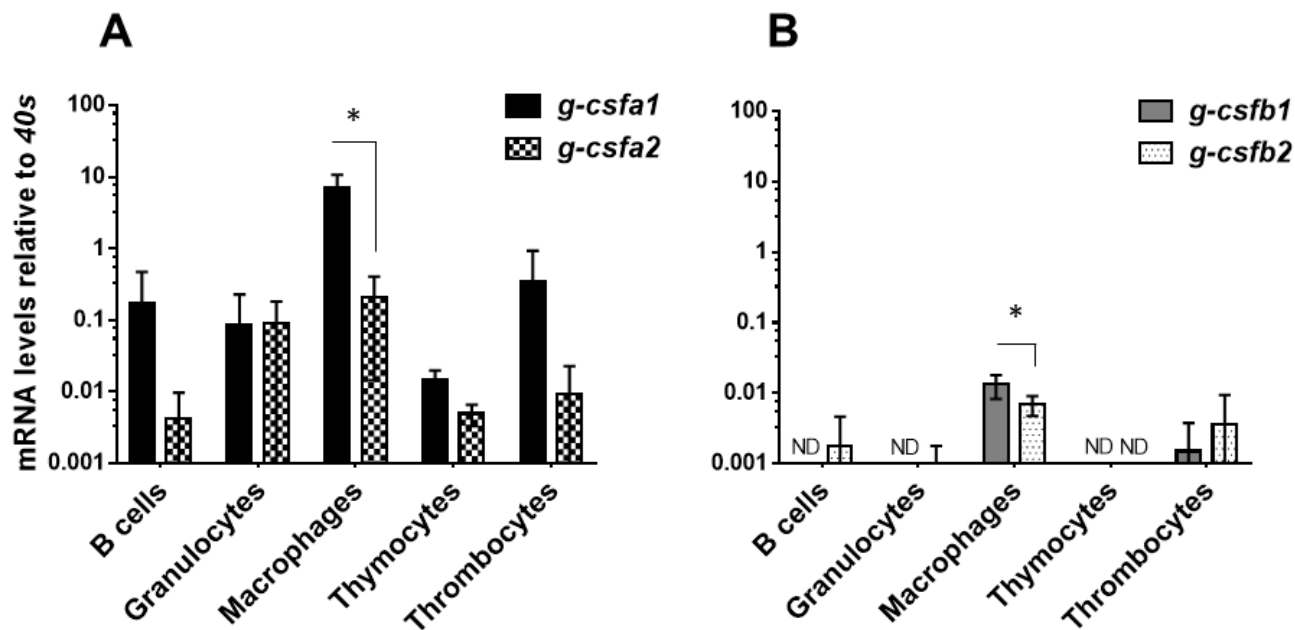 A
mRNA levels relative to 40s
100
10
1
0.1
0.01
0.001
*
g-csfa1
g-csfa2
B cells
Granulocytes
Macrophages
Thymocytes
Thrombocytes
B
100
10
1
0.1
0.01
0.001
ND
ND
*
ND ND
g-csfb1
g-csfb2
B cells
Granulocytes
Macrophages
Thymocytes
Thrombocytes